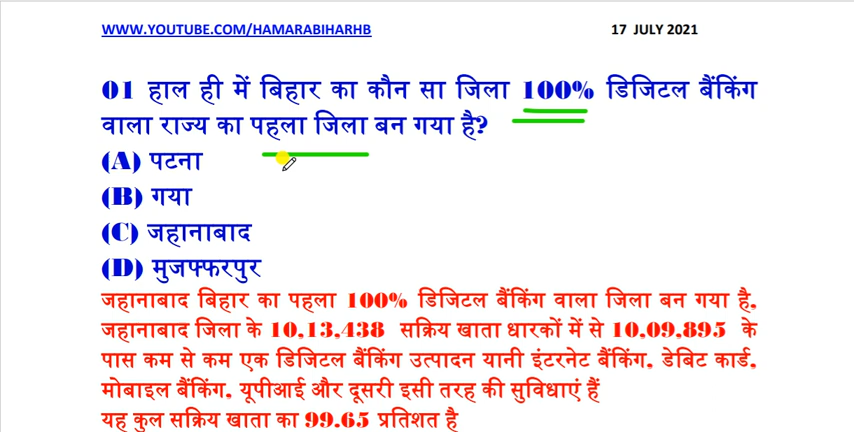 WWW.YOUTUBE.COM/HAMARABIHARHB 17 JULY 2021
01 हाल ही में बिहार का कौन सा जिला 100% डिजिटल बैंकिंग
वाला राज्य का पहला जिला बन गया है?
(A) पटना
(B) गया
(C) जहानाबाद
(D) मुजफ्फरपुर
जहानाबाद बिहार का पहला 100% डिजिटल बैंकिंग वाला जिला बन गया है,
जहानाबाद जिला के 10,13,438 सक्रिय खाता धारकों में से 10,09,895 के
पास कम से कम एक डिजिटल बैंकिंग उत्पादन यानी इंटरनेट बैंकिंग, डेबिट कार्ड,
मोबाइल बैंकिंग, यूपीआई और दूसरी इसी तरह की सुविधाएं हैं
यह कुल सक्रिय खाता का 99.65 प्रतिशत है